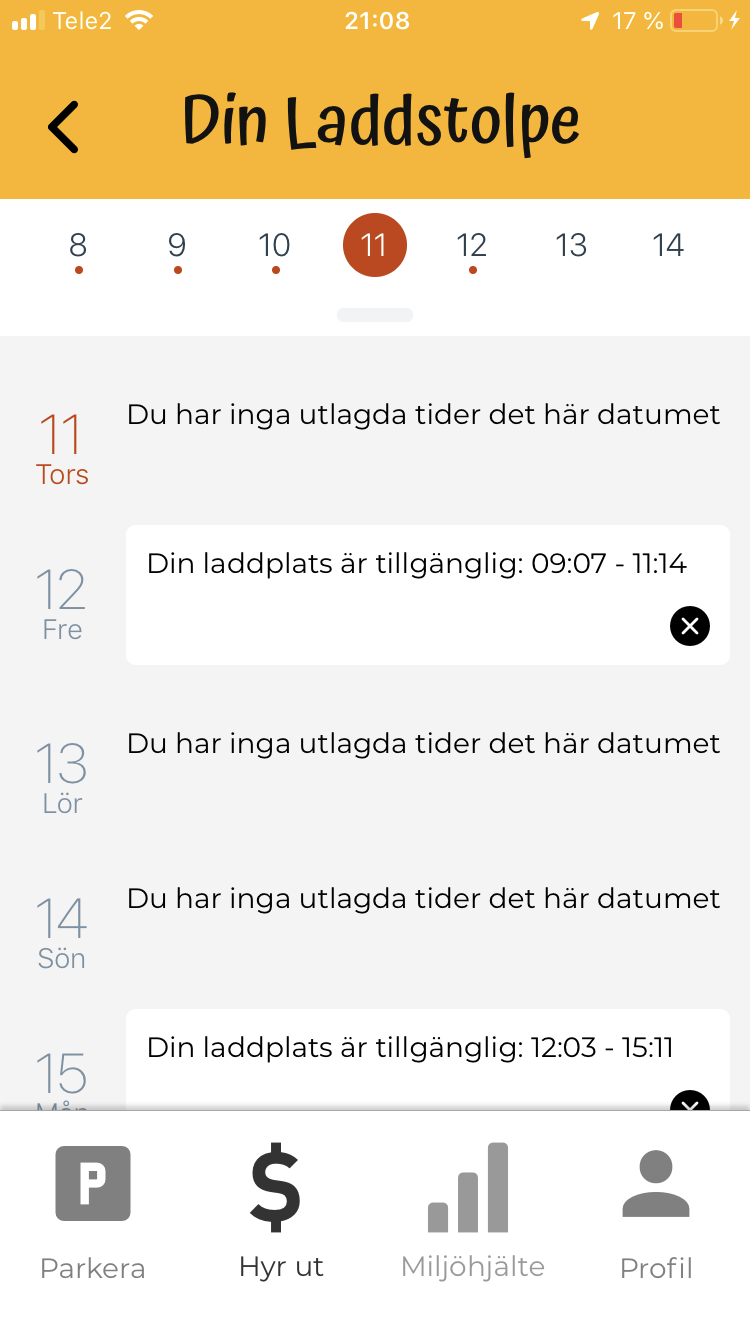 Tele2 21:08 17 %
Din Laddstolpe
8 9 10 11 12 13 14
Du har inga utlagda tider det här datumet
11
Tors
Din laddplats är tillgänglig: 09:07 - 11:14
12
Fre
Du har inga utlagda tider det här datumet
13
Lör
Du har inga utlagda tider det här datumet
14
Sön
Din laddplats är tillgänglig: 12:03 - 15:11
15
Mån
P $
Parkera Hyr ut Miljöhjälte Profil